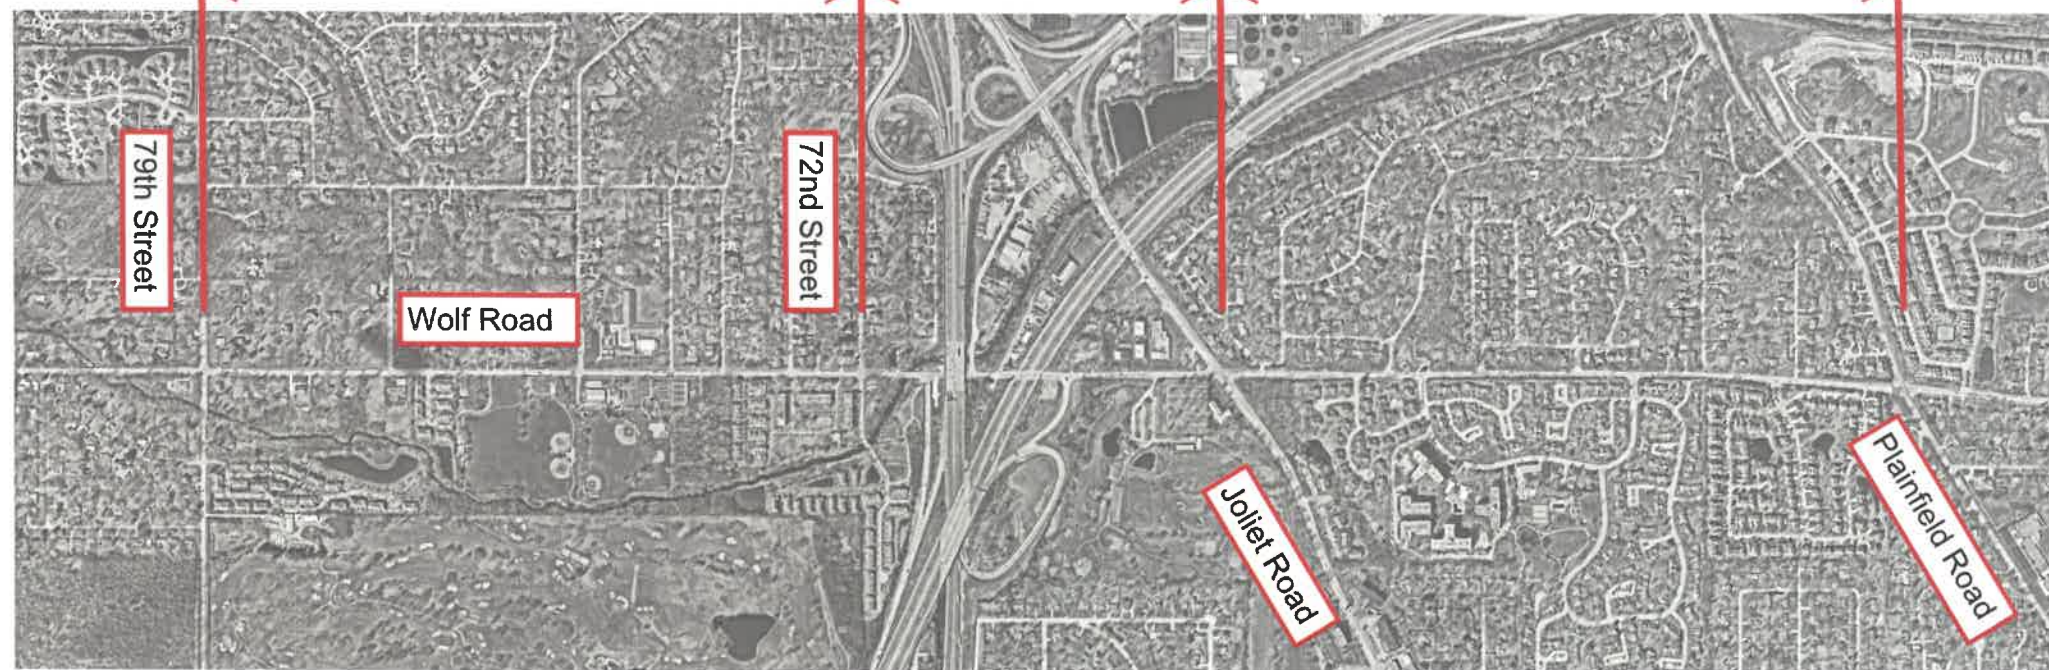 79th Street
Wolf Road
72nd Street
Joliet Road
Plainfield Road